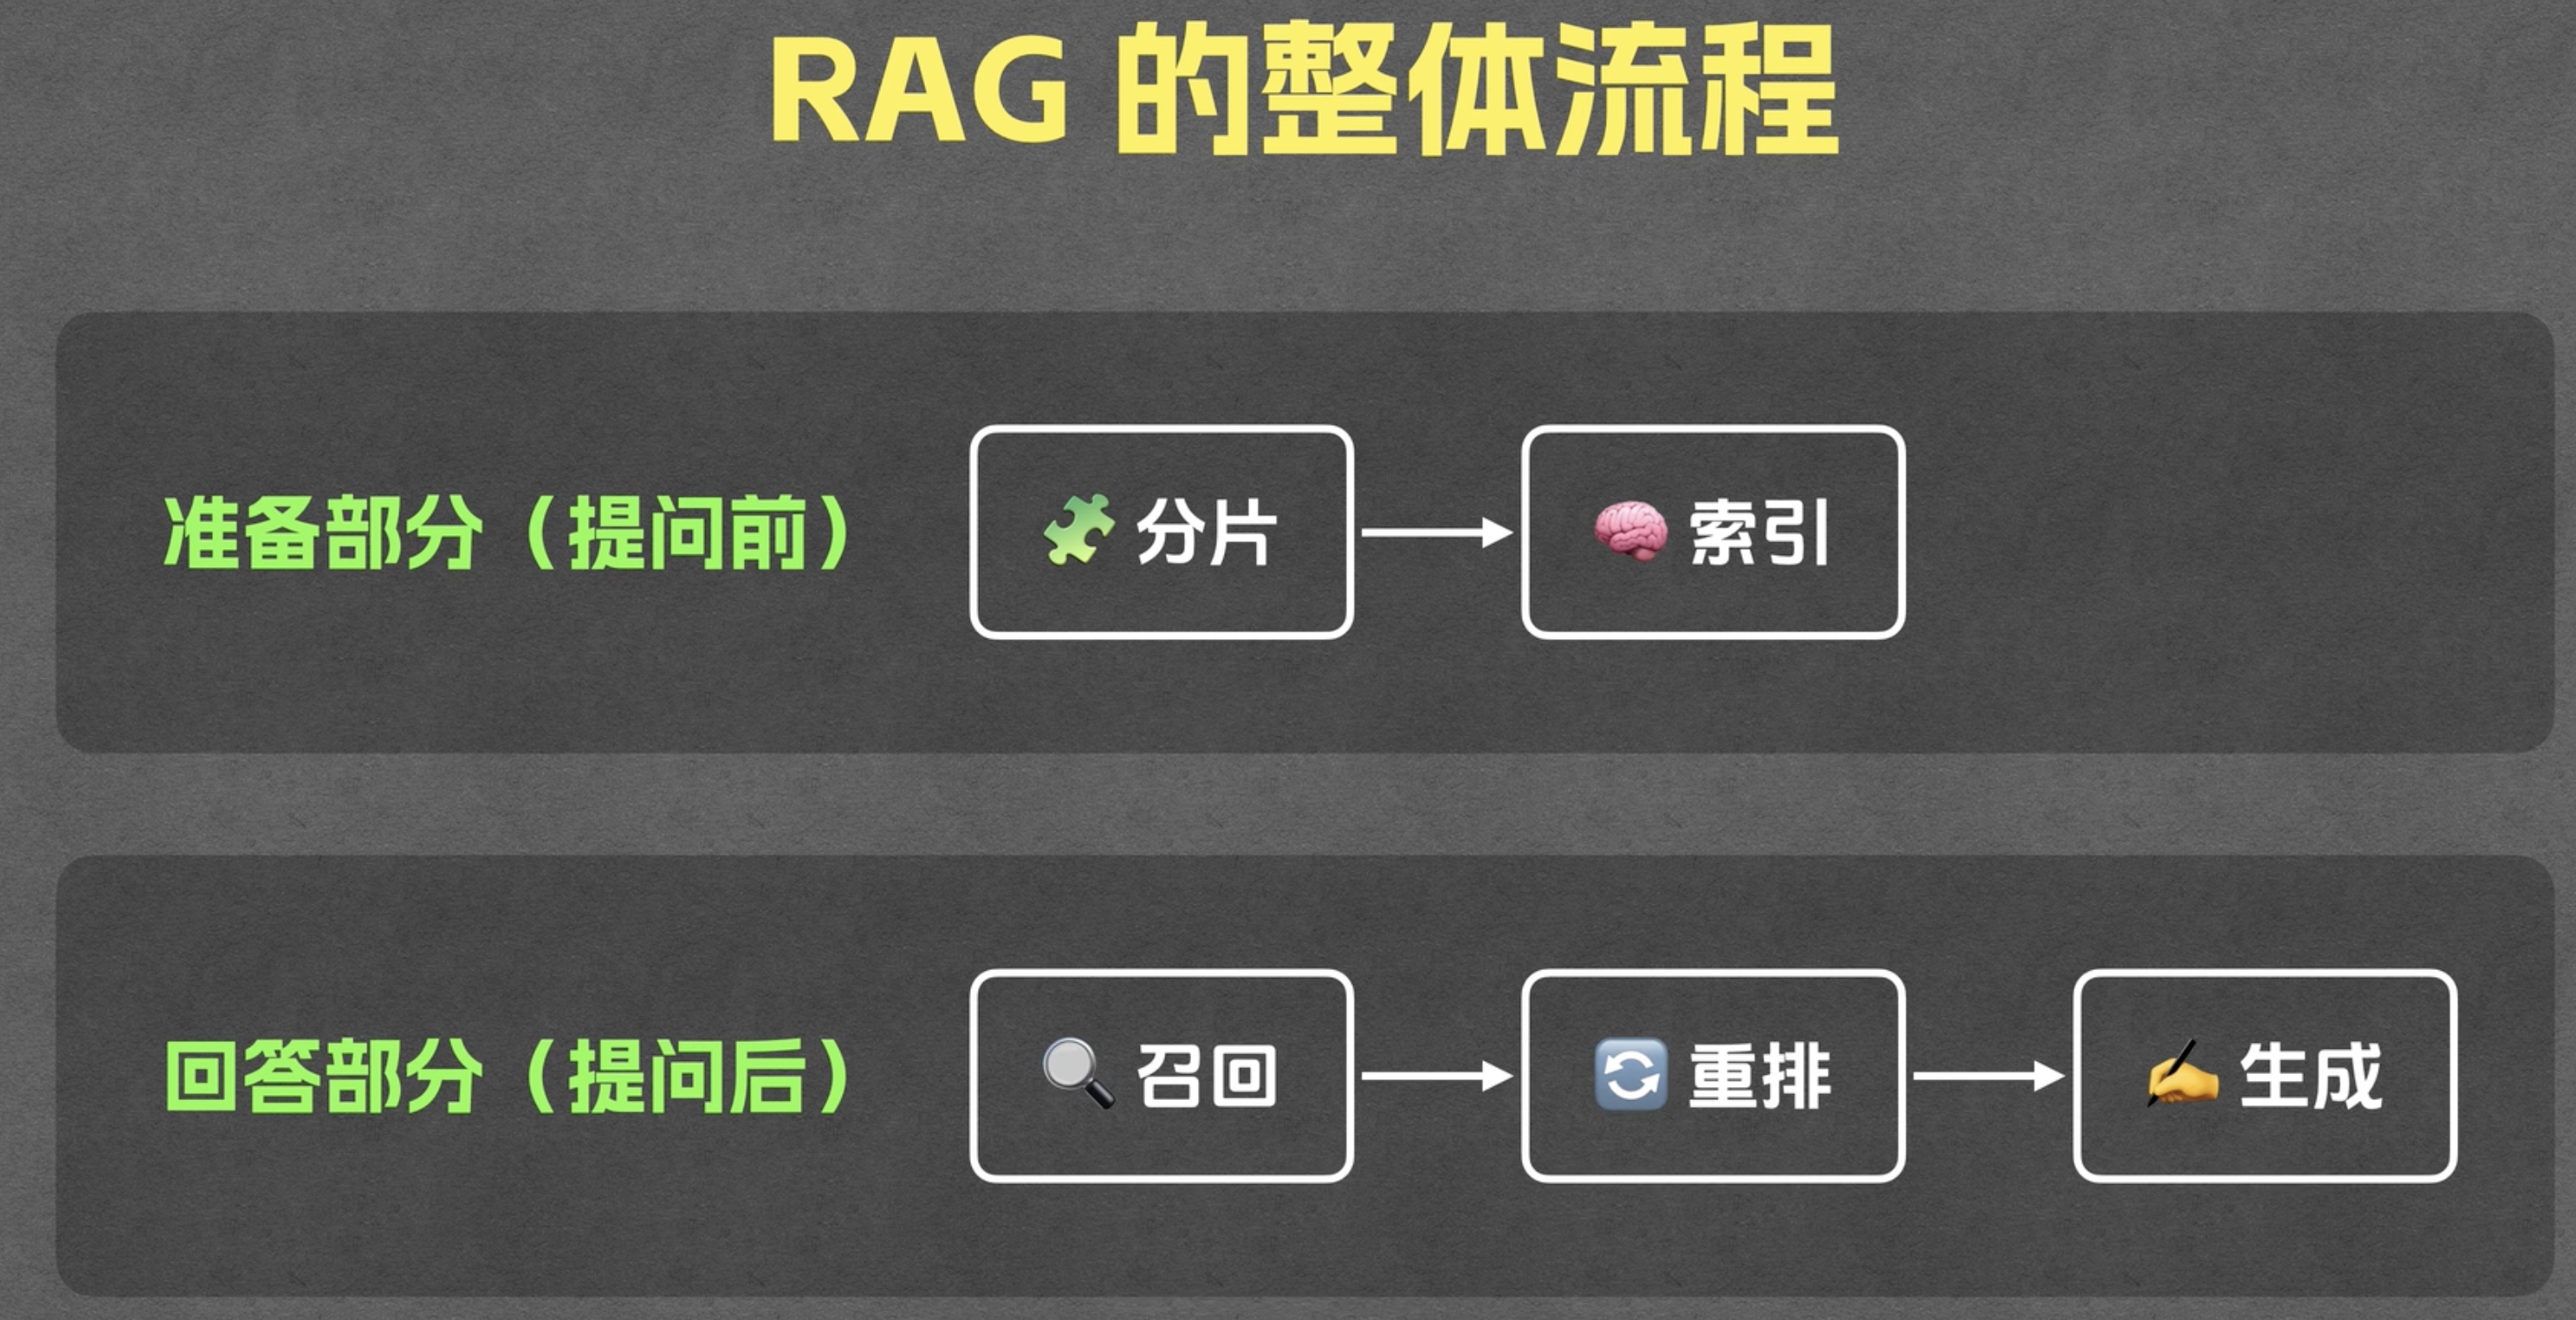 RAG 的整体流程
准备部分（提问前）
分片
索引
回答部分（提问后）
召回
重排
生成